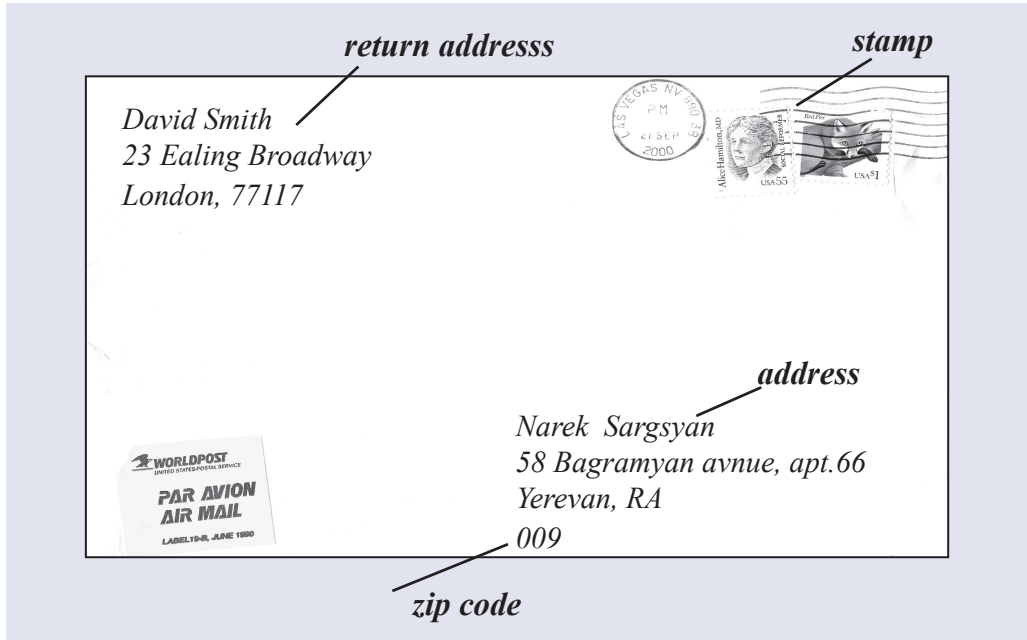 return addresss
stamp
David Smith
23 Ealing Broadway
London, 77117
LAS VEGAS NV 890
PM
21 SEP
2000
Alice Hamilton, MD
SOCIAL REFORMER
USA 55
Red Fox
USA $1
address
Narek Sargsyan
58 Bagramyan avnue, apt.66
Yerevan, RA
009
WORLDPOST
UNITED STATES POSTAL SERVICE
PAR AVION
AIR MAIL
LABEL 19-B, JUNE 1990
zip code